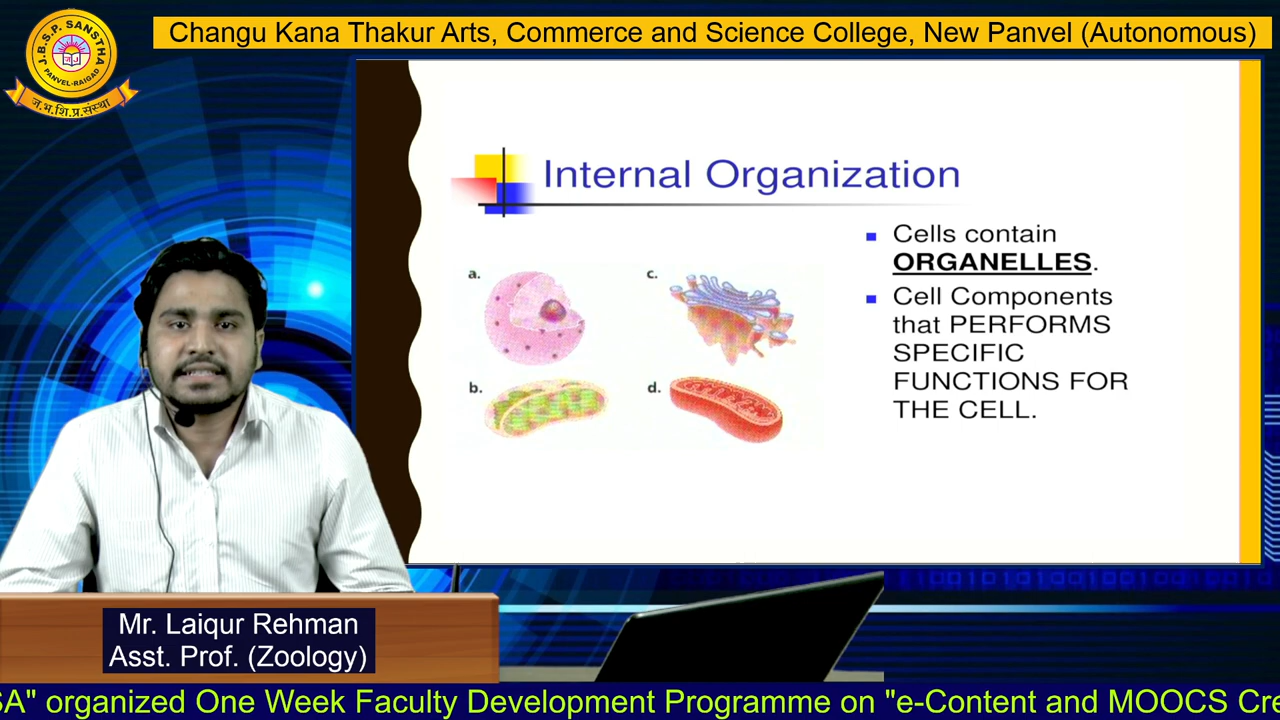 J.B.S.P. SANSTHA
PANVEL-RAIGAD
ज.भ.शि.प्र.संस्था
Changu Kana Thakur Arts, Commerce and Science College, New Panvel (Autonomous)
Internal Organization
a.
c.
b.
d.
Cells contain
ORGANELLES.
Cell Components
that PERFORMS
SPECIFIC
FUNCTIONS FOR
THE CELL.
Mr. Laiqur Rehman
Asst. Prof. (Zoology)
SA" organized One Week Faculty Development Programme on "e-Content and MOOCS Cre